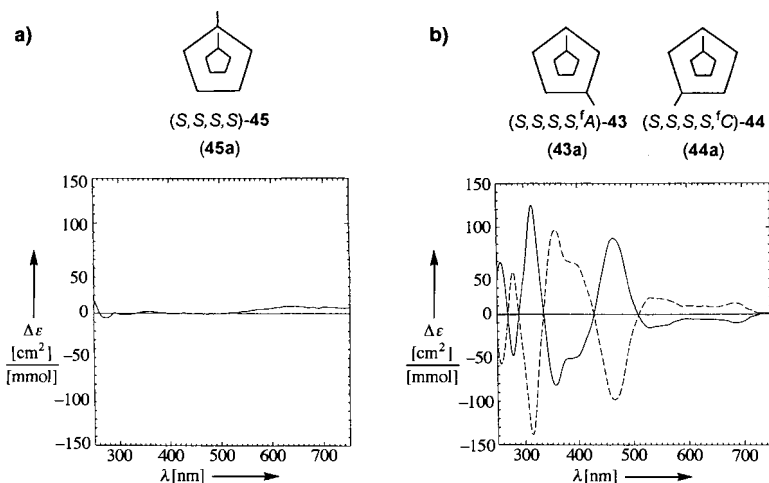 a)
(S,S,S,S)-45
(45a)
150
100
50
0
−50
−100
−150
Δε
[cm²]
[mmol]
300 400 500 600 700
λ[nm]
b)
(S,S,S,S,ᶠA)-43 (S,S,S,S,ᶠC)-44
(43a) (44a)
150
100
50
0
−50
−100
−150
Δε
[cm²]
[mmol]
300 400 500 600 700
λ[nm]